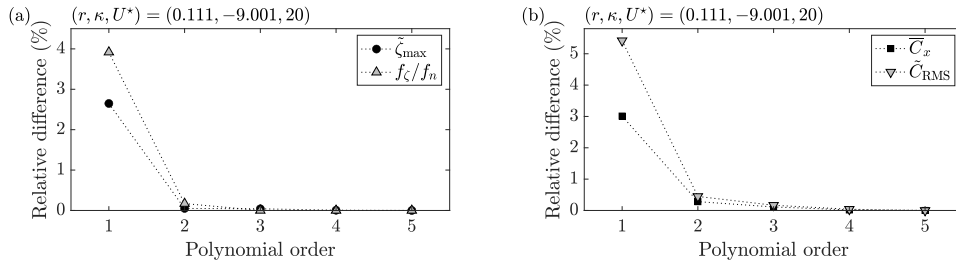 (a) (r, κ, U*) = (0.111, −9.001, 20)
Relative difference (%)
4
3
2
1
0
ζ̃max
fζ/fn
1 2 3 4 5
Polynomial order
(b) (r, κ, U*) = (0.111, −9.001, 20)
Relative difference (%)
5
4
3
2
1
0
C̅x
C̃RMS
1 2 3 4 5
Polynomial order